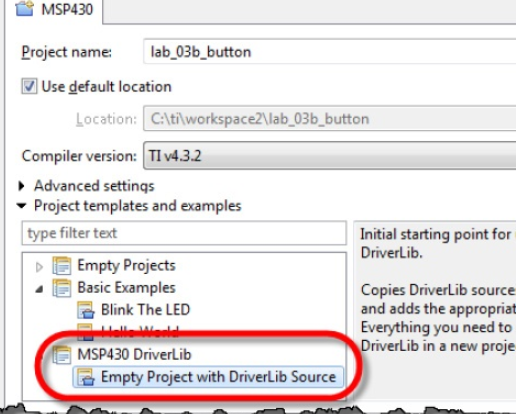 MSP430
Project name: lab_03b_button
Use default location
Location: C:\ti\workspace2\lab_03b_button
Compiler version: TI v4.3.2
Advanced settings
Project templates and examples
type filter text
Empty Projects
Basic Examples
Blink The LED
Hello World
MSP430 DriverLib
Empty Project with DriverLib Source
Initial starting point for
DriverLib.
Copies DriverLib sources
and adds the appropriat
Everything you need to
DriverLib in a new proje